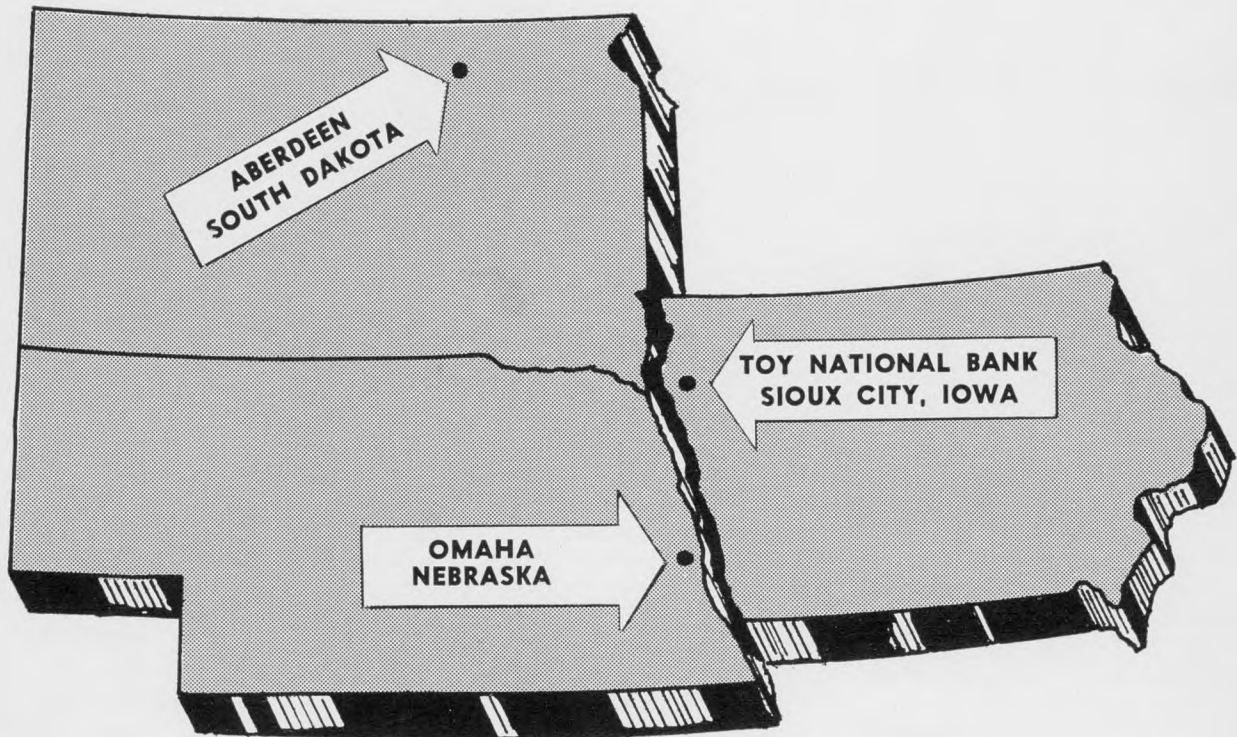 ABERDEEN
SOUTH DAKOTA
TOY NATIONAL BANK
SIOUX CITY, IOWA
OMAHA
NEBRASKA